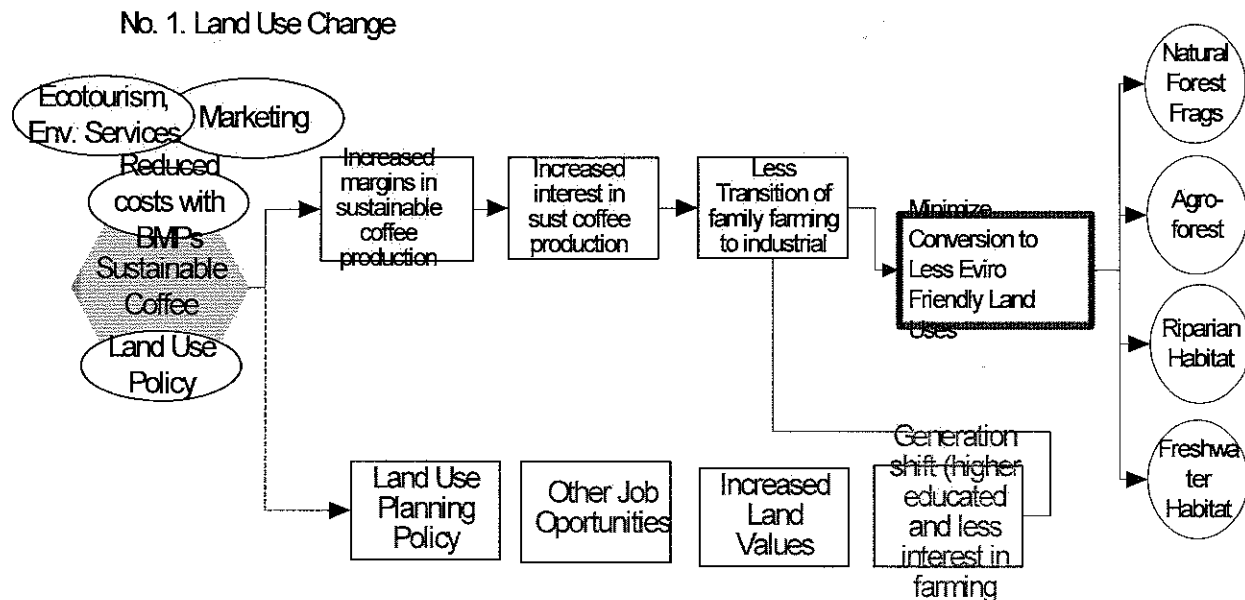 No. 1. Land Use Change
Ecotourism,
Env. Services
Marketing
Reduced
costs with
BMPs
Sustainable
Coffee
Land Use
Policy
Increased
margins in
sustainable
coffee
production
Increased
interest in
sust coffee
production
Less
Transition of
family farming
to industrial
Minimize
Conversion to
Less Eviro
Friendly Land
Uses
Natural
Forest
Frags
Agro-
forest
Riparian
Habitat
Freshwa
ter
Habitat
Land Use
Planning
Policy
Other Job
Oportunities
Increased
Land
Values
Generation
shift (higher
educated
and less
interest in
farming